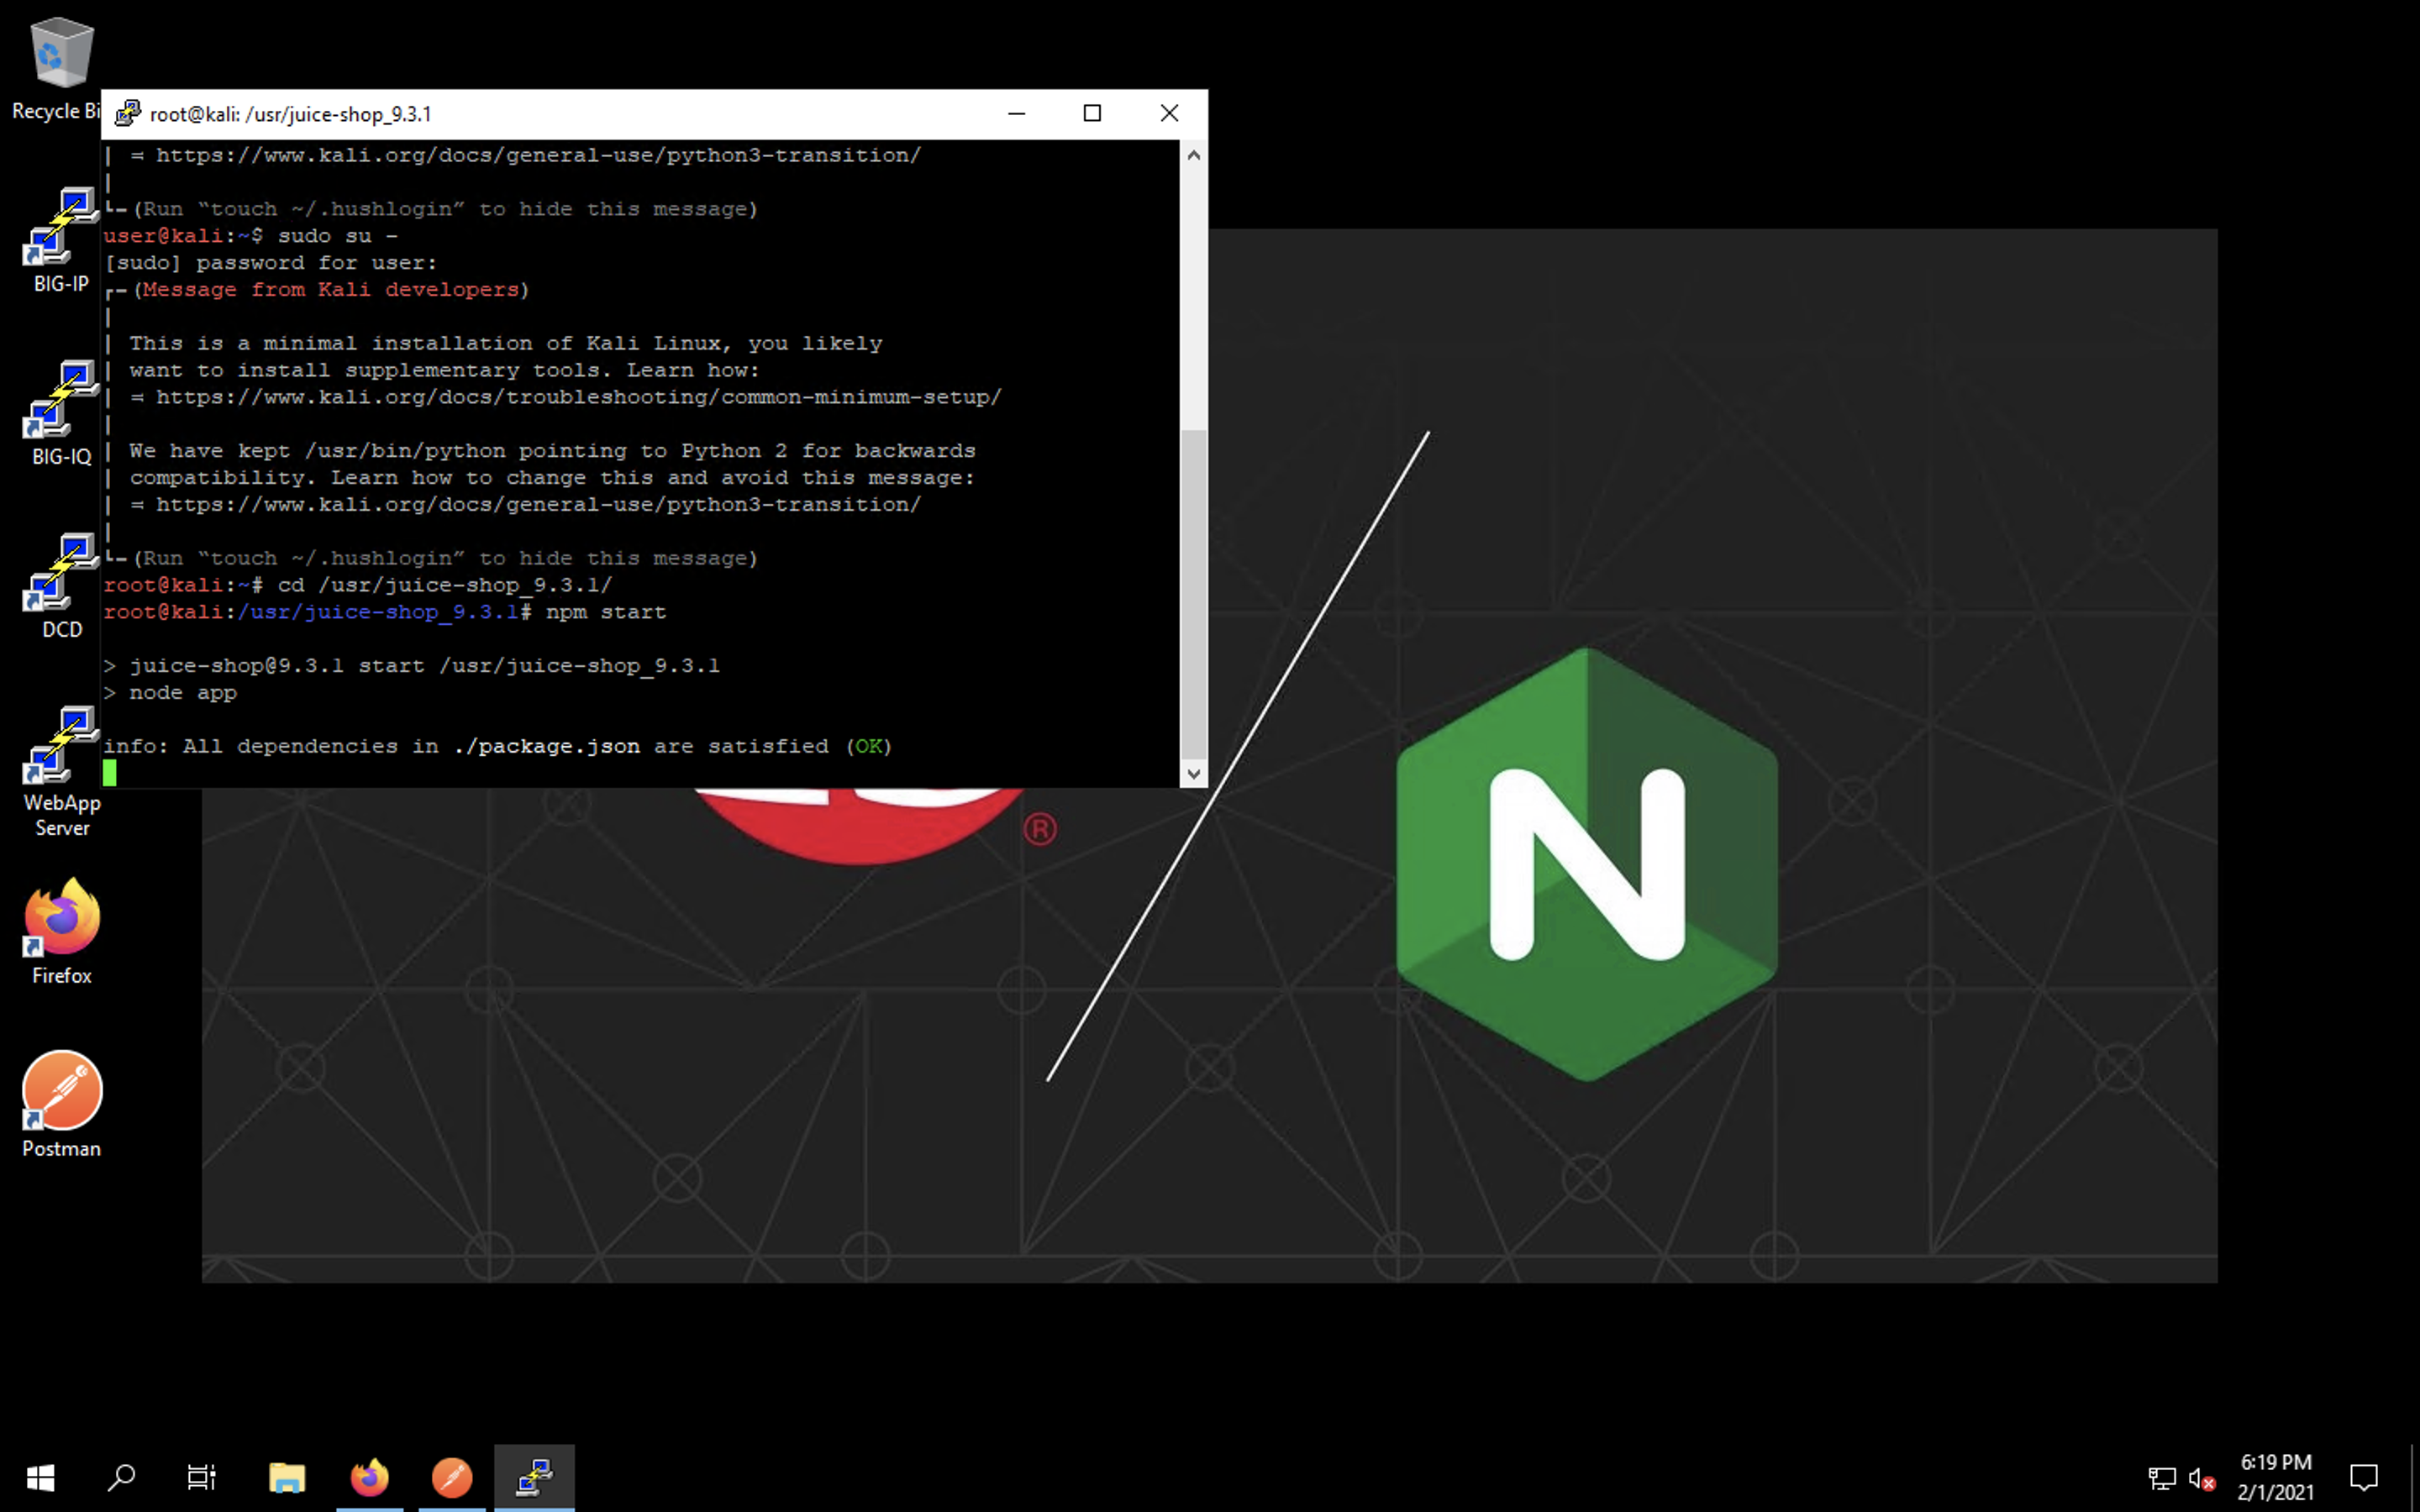 Recycle Bi
BIG-IP
BIG-IQ
DCD
WebApp
Server
Firefox
Postman
root@kali: /usr/juice-shop_9.3.1
| = https://www.kali.org/docs/general-use/python3-transition/
|
└─(Run “touch ~/.hushlogin” to hide this message)
user@kali:~$ sudo su -
[sudo] password for user:
┌─(Message from Kali developers)
|
| This is a minimal installation of Kali Linux, you likely
| want to install supplementary tools. Learn how:
| = https://www.kali.org/docs/troubleshooting/common-minimum-setup/
|
| We have kept /usr/bin/python pointing to Python 2 for backwards
| compatibility. Learn how to change this and avoid this message:
| = https://www.kali.org/docs/general-use/python3-transition/
|
└─(Run “touch ~/.hushlogin” to hide this message)
root@kali:~# cd /usr/juice-shop_9.3.1/
root@kali:/usr/juice-shop_9.3.1# npm start
> juice-shop@9.3.1 start /usr/juice-shop_9.3.1
> node app
info: All dependencies in ./package.json are satisfied (OK)
®
N
6:19 PM
2/1/2021